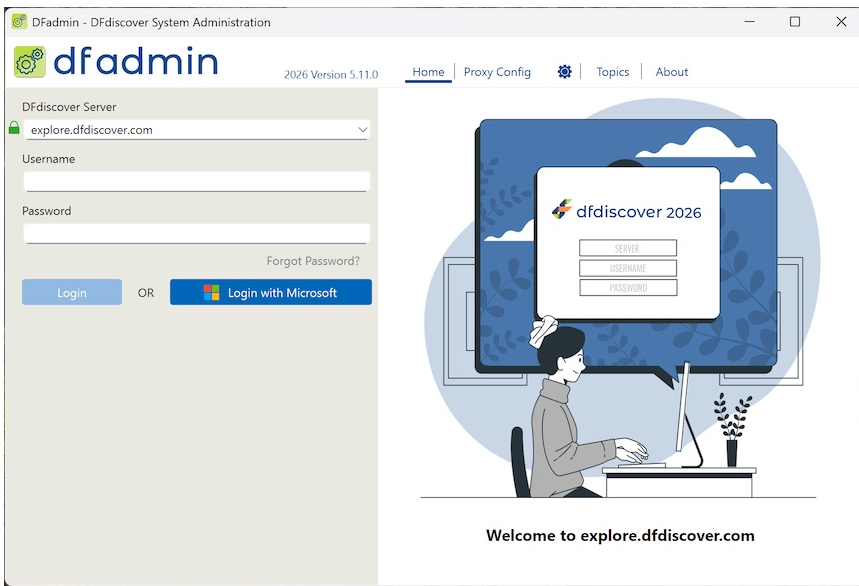 DFadmin - DFdiscover System Administration
dfadmin
2026 Version 5.11.0
Home
Proxy Config
Topics
About
DFdiscover Server
explore.dfdiscover.com
Username
Password
Forgot Password?
Login
OR
Login with Microsoft
dfdiscover 2026
SERVER
USERNAME
PASSWORD
Welcome to explore.dfdiscover.com